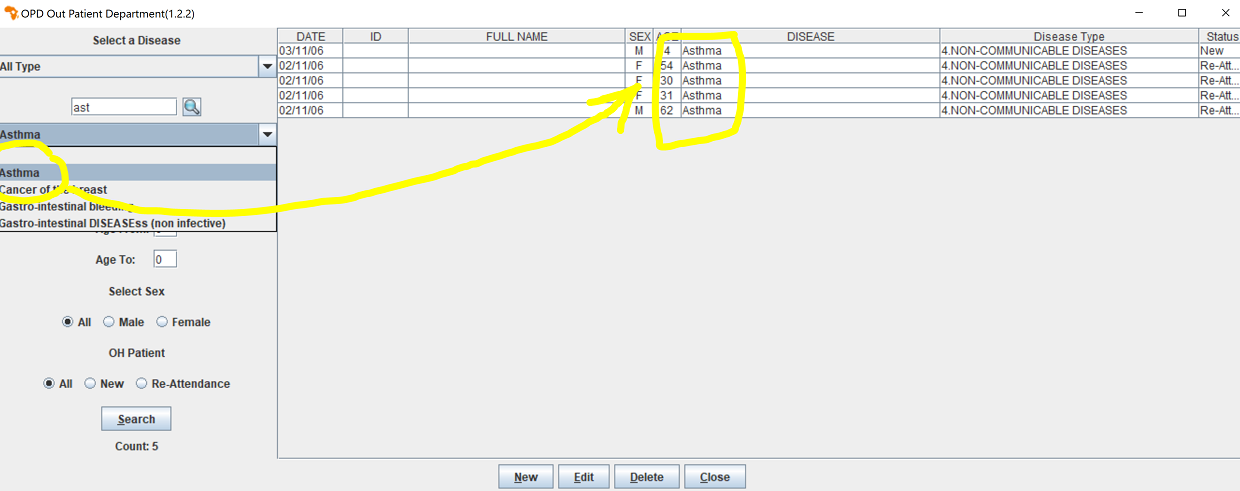 OPD Out Patient Department(1.2.2)
Select a Disease
All Type
ast
Asthma
Asthma
Cancer of the breast
Gastro-intestinal bleeding
Gastro-intestinal DISEASEss (non infective)
0
Age To: 0
Select Sex
All Male Female
OH Patient
All New Re-Attendance
Search
Count: 5
DATE ID FULL NAME SEX AGE DISEASE Disease Type Status
03/11/06 M 4 Asthma 4.NON-COMMUNICABLE DISEASES New
02/11/06 F 54 Asthma 4.NON-COMMUNICABLE DISEASES Re-Att...
02/11/06 F 30 Asthma 4.NON-COMMUNICABLE DISEASES Re-Att...
02/11/06 F 31 Asthma 4.NON-COMMUNICABLE DISEASES Re-Att...
02/11/06 M 62 Asthma 4.NON-COMMUNICABLE DISEASES Re-Att...
New Edit Delete Close